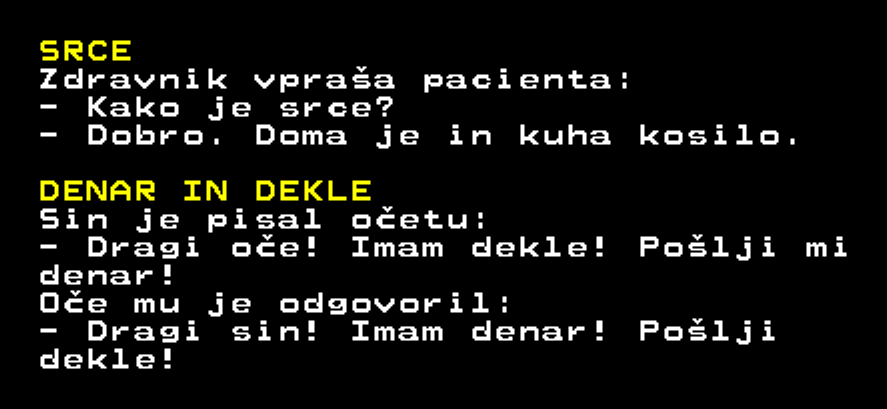 SRCE
Zdravnik vpraša pacienta:
- Kako je srce?
- Dobro. Doma je in kuha kosilo.
DENAR IN DEKLE
Sin je pisal očetu:
- Dragi oče! Imam dekle! Pošlji mi
denar!
Oče mu je odgovoril:
- Dragi sin! Imam denar! Pošlji
dekle!